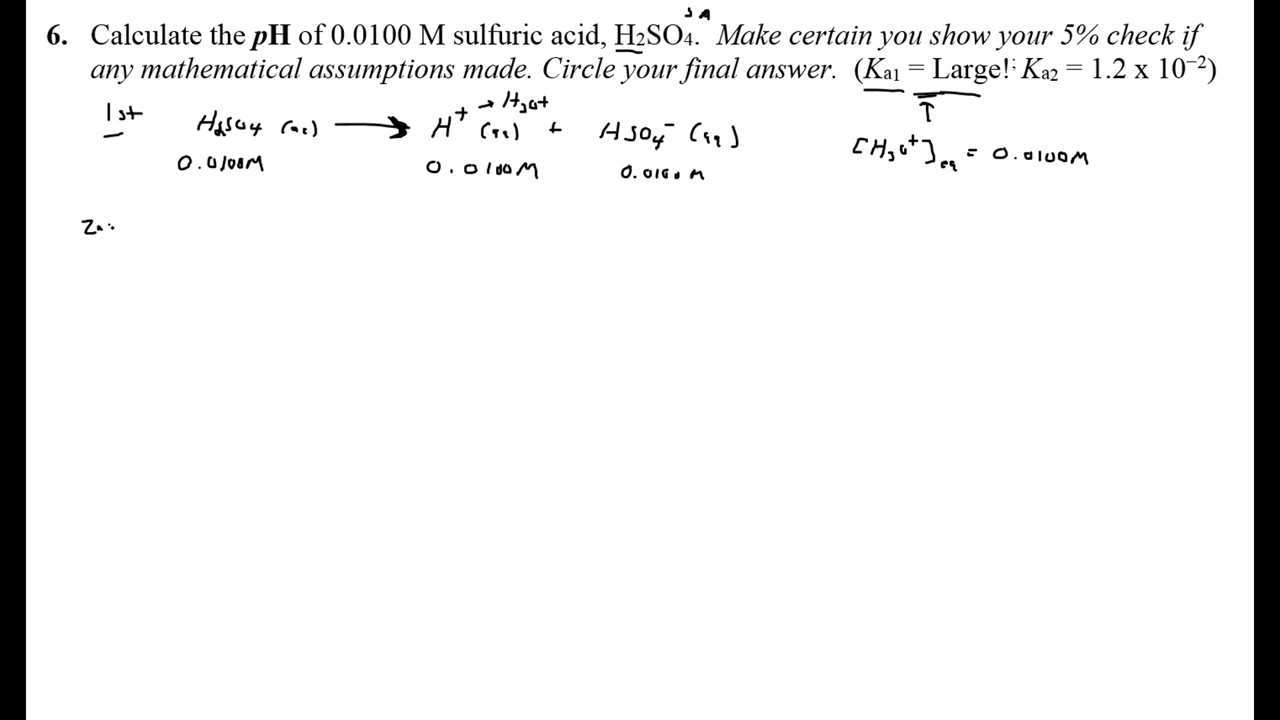 6. Calculate the pH of 0.0100 M sulfuric acid, H₂SO₄. Make certain you show your 5% check if
any mathematical assumptions made. Circle your final answer. (Ka1 = Large!; Ka2 = 1.2 x 10⁻²)
SA
1st H₂SO₄ (aq) ⟶ H⁺ (aq) + HSO₄⁻ (aq)
→ H₃O⁺
[H₃O⁺]eq = 0.0100M
0.0100M 0.0100M 0.0100M